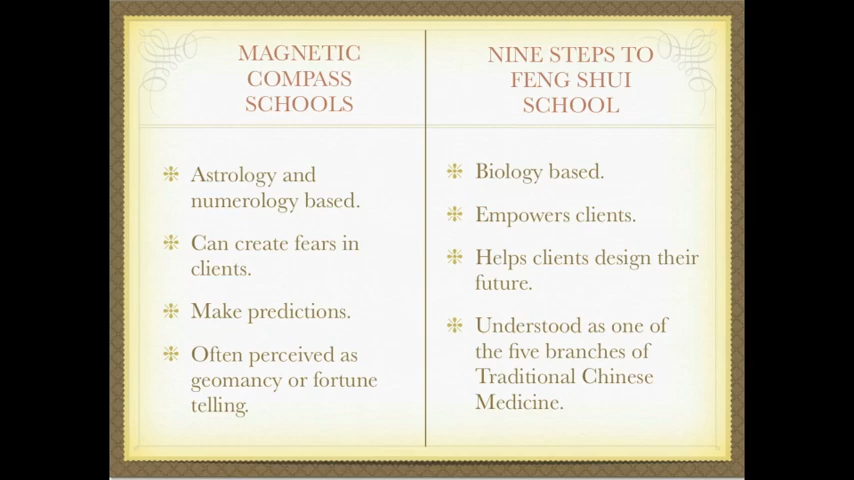 MAGNETIC
COMPASS
SCHOOLS
Astrology and
numerology based.
Can create fears in
clients.
Make predictions.
Often perceived as
geomancy or fortune
telling.
NINE STEPS TO
FENG SHUI
SCHOOL
Biology based.
Empowers clients.
Helps clients design their
future.
Understood as one of
the five branches of
Traditional Chinese
Medicine.